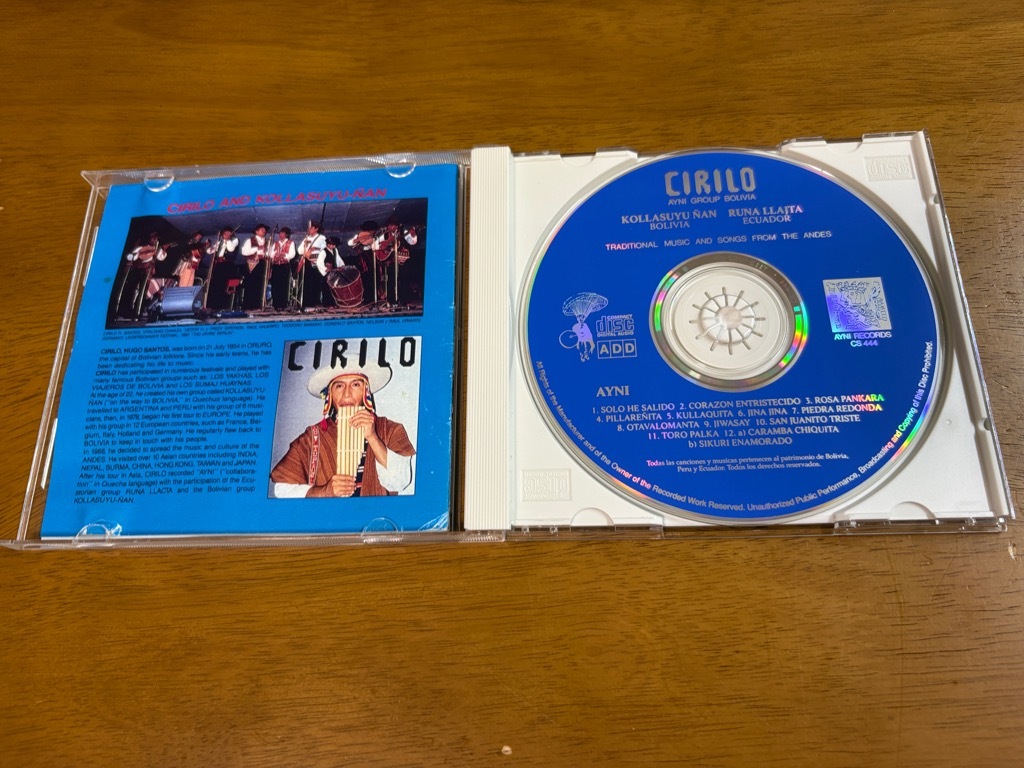 CIRILO AND KOLLASUYU-ÑAN
CIRILO, HUGO SANTOS, was born on 21 July 1954 in ORURO,
the capital of Bolivian folklore. Since his early teens, he has
been dedicating his life to music.
CIRILO has participated in numerous festivals and played with
many famous Bolivian groups such as: LOS YAKHAS, LOS
VIAJEROS DE BOLIVIA and LOS SUMAJ HUAYNAS.
At the age of 22, he created his own group called KOLLASUYU-
ÑAN ("on the way to BOLIVIA," in Quechua language). He
travelled to ARGENTINA and PERU with his group of 6 musi-
cians, then, in 1978, began his first tour to EUROPE. He played
with his group in 12 European countries, such as France, Bel-
gium, Italy, Holland and Germany. He regularly flew back to
BOLIVIA to keep in touch with his people.
In 1988, he decided to spread the music and culture of the
ANDES. He visited over 10 Asian countries including INDIA,
NEPAL, BURMA, CHINA, HONG KONG, TAIWAN and JAPAN.
After his tour in Asia, CIRILO recorded "AYNI" ("collabora-
tion" in Quecha language) with the participation of the Ecu-
atorian group RUNA LLACTA and the Bolivian group
KOLLASUYU-ÑAN.
CIRILO
CIRILO
AYNI GROUP BOLIVIA
KOLLASUYU ÑAN RUNA LLAJTA
BOLIVIA ECUADOR
TRADITIONAL MUSIC AND SONGS FROM THE ANDES
COMPACT
disc
DIGITAL AUDIO
ADD
AYNI RECORDS
CS 444
AYNI
1. SOLO HE SALIDO 2. CORAZON ENTRISTECIDO 3. ROSA PANKARA
4. PILLAREÑITA 5. KULLAQUITA 6. JINA JINA 7. PIEDRA REDONDA
8. OTAVALOMANTA 9. JIWASAY 10. SAN JUANITO TRISTE
11. TORO PALKA 12. a) CARAMBA CHIQUITA
b) SIKURI ENAMORADO
Todas las canciones y musicas pertenecen al patrimonio de Bolivia,
Peru y Ecuador. Todos los derechos reservados.
All Rights of the Manufacturer and of the Owner of the Recorded Work Reserved. Unauthorized Public Performance, Broadcasting and Copying of this Disc Prohibited.